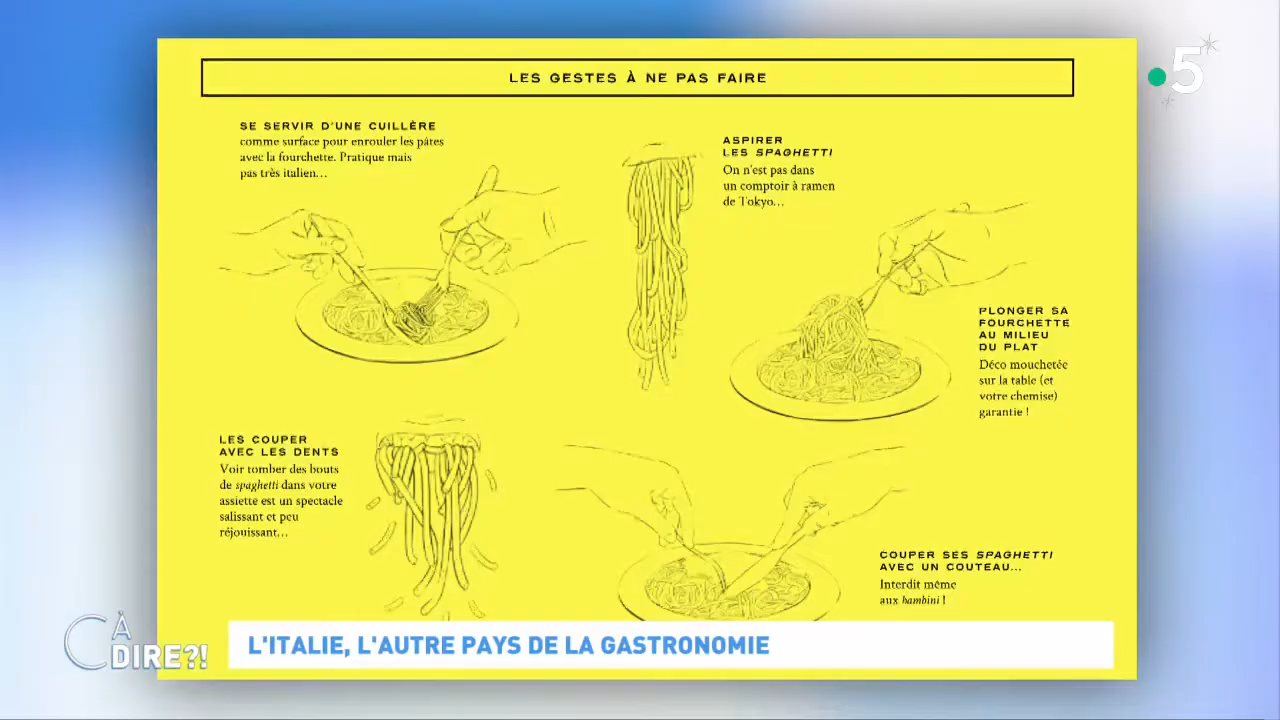 LES GESTES À NE PAS FAIRE
SE SERVIR D'UNE CUILLÈRE
comme surface pour enrouler les pâtes
avec la fourchette. Pratique mais
pas très italien...
ASPIRER
LES SPAGHETTI
On n'est pas dans
un comptoir à ramen
de Tokyo...
PLONGER SA
FOURCHETTE
AU MILIEU
DU PLAT
Déco mouchetée
sur la table (et
votre chemise)
garantie !
LES COUPER
AVEC LES DENTS
Voir tomber des bouts
de spaghetti dans votre
assiette est un spectacle
salissant et peu
réjouissant...
COUPER SES SPAGHETTI
AVEC UN COUTEAU...
Interdit même
aux bambini !
L'ITALIE, L'AUTRE PAYS DE LA GASTRONOMIE
C À
DIRE?!
5